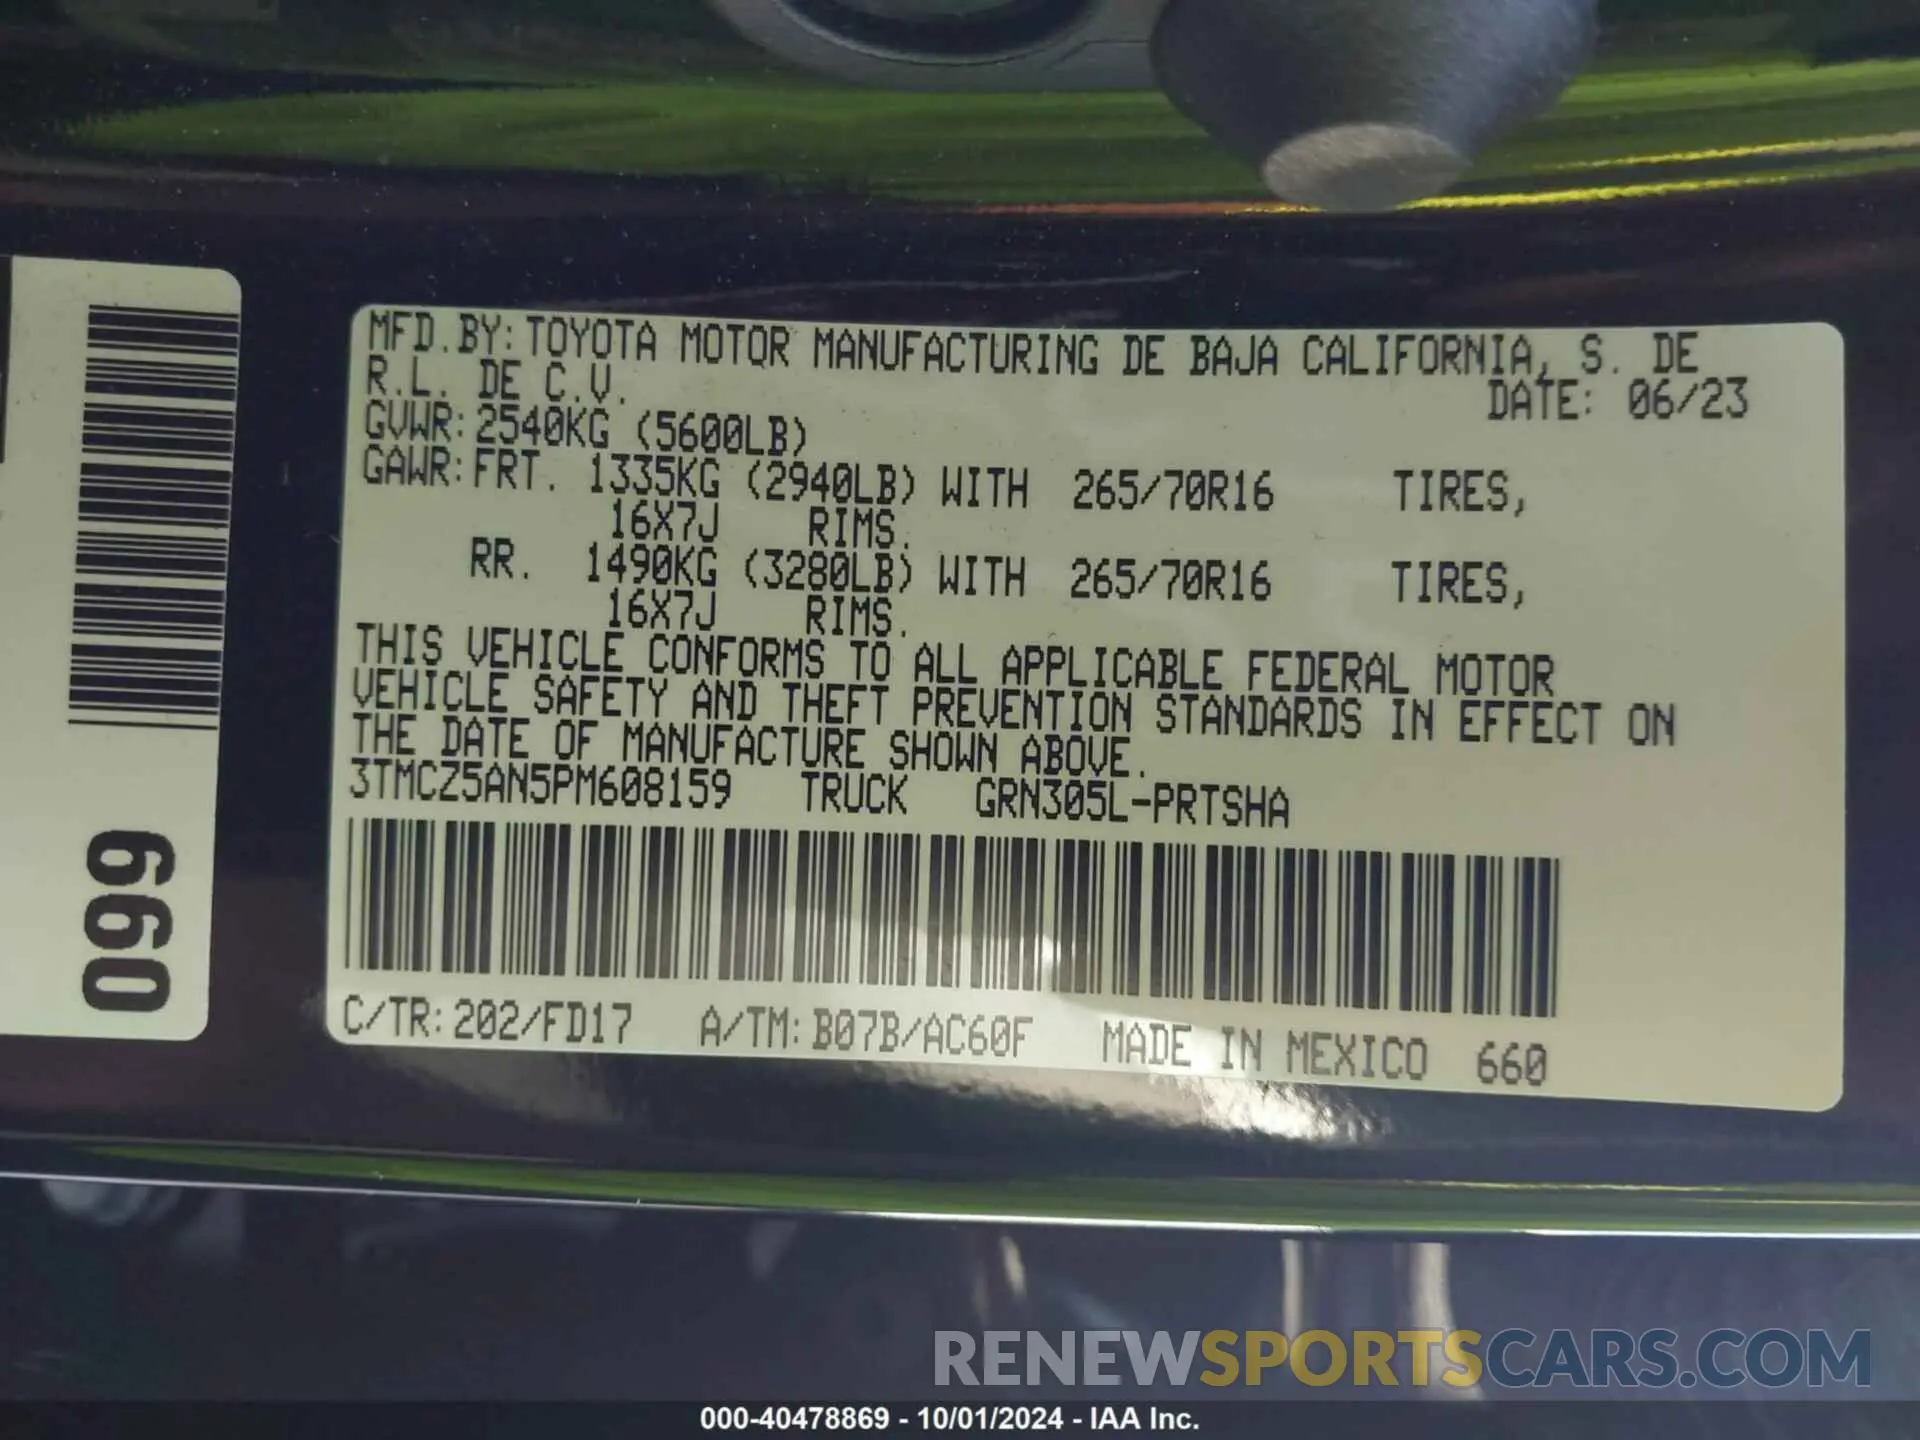 MFD.BY:TOYOTA MOTOR MANUFACTURING DE BAJA CALIFORNIA, S. DE
R.L. DE C.V.
DATE: 06/23
GVWR:2540KG (5600LB)
GAWR:FRT. 1335KG (2940LB) WITH 265/70R16 TIRES,
16X7J RIMS.
RR. 1490KG (3280LB) WITH 265/70R16 TIRES,
16X7J RIMS.
THIS VEHICLE CONFORMS TO ALL APPLICABLE FEDERAL MOTOR
VEHICLE SAFETY AND THEFT PREVENTION STANDARDS IN EFFECT ON
THE DATE OF MANUFACTURE SHOWN ABOVE.
3TMCZ5AN5PM608159 TRUCK GRN305L-PRTSHA
C/TR:202/FD17 A/TM:B07B/AC60F MADE IN MEXICO 660
099
RENEWSPORTSCARS.COM
000-40478869 - 10/01/2024 - IAA Inc.